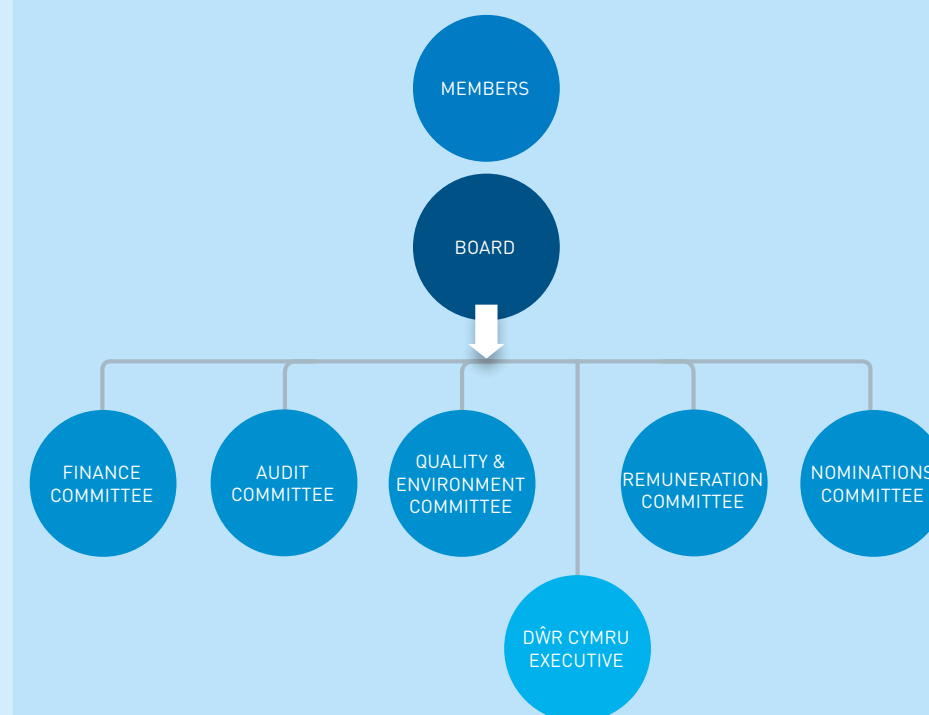 MEMBERS
BOARD
FINANCE
COMMITTEE
AUDIT
COMMITTEE
QUALITY &
ENVIRONMENT
COMMITTEE
REMUNERATION
COMMITTEE
NOMINATIONS
COMMITTEE
DŴR CYMRU
EXECUTIVE